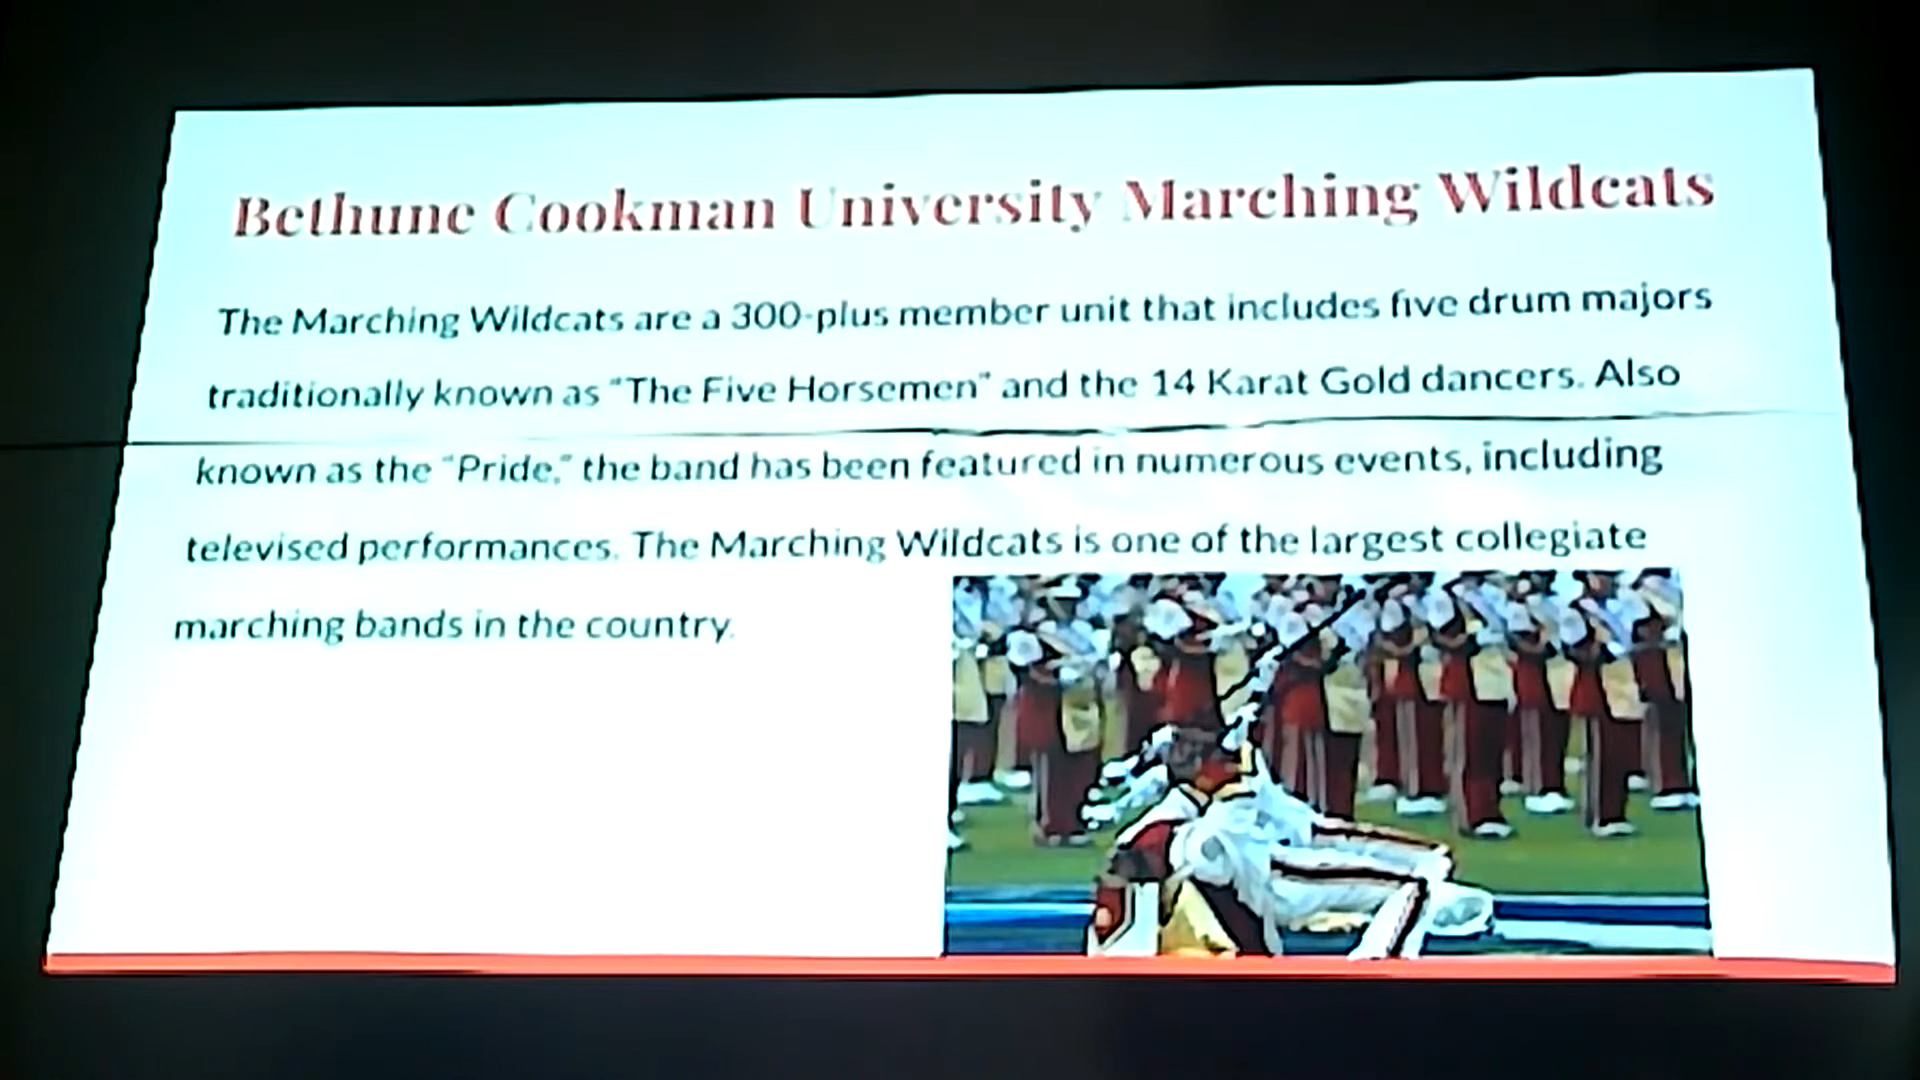 Bethune Cookman University Marching Wildcats
The Marching Wildcats are a 300-plus member unit that includes five drum majors
traditionally known as "The Five Horsemen" and the 14 Karat Gold dancers. Also
known as the "Pride," the band has been featured in numerous events, including
televised performances. The Marching Wildcats is one of the largest collegiate
marching bands in the country.